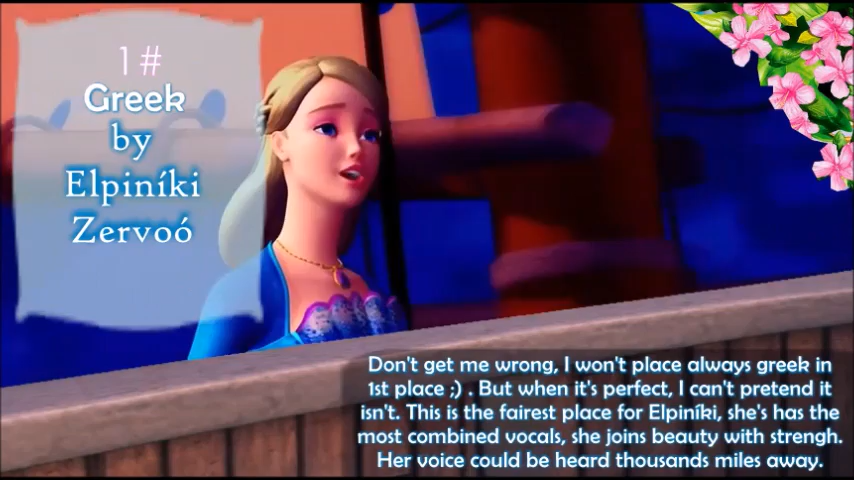 1#
Greek
by
Elpiníki
Zervoó
Don't get me wrong, I won't place always greek in
1st place ;) . But when it's perfect, I can't pretend it
isn't. This is the fairest place for Elpiníki, she's has the
most combined vocals, she joins beauty with strengh.
Her voice could be heard thousands miles away.